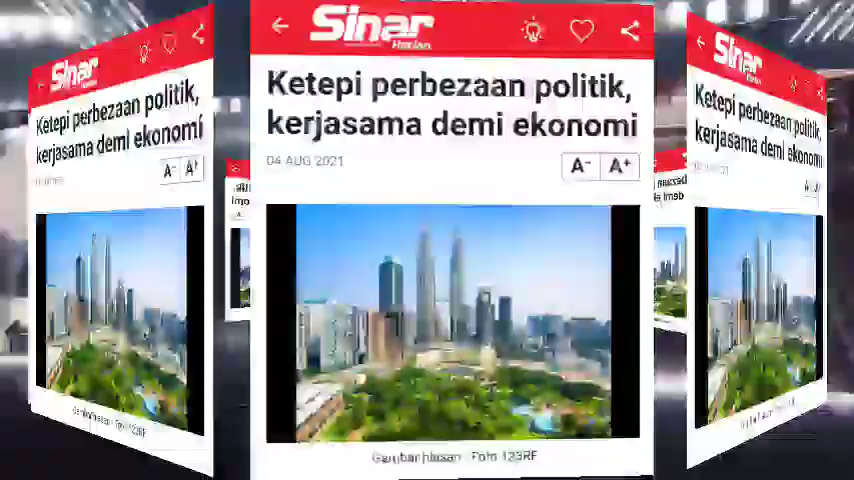 Sinar
Harian
Ketepi perbezaan politik,
kerjasama demi ekonomi
04 AUG 2021
A- A+
Gambar hiasan - Foto 123RF
Sinar
Ketepi perbezaan politik,
kerjasama demi ekonomi
A- A+
Sinar
Ketepi perbezaan politik,
kerjasama demi ekonomi